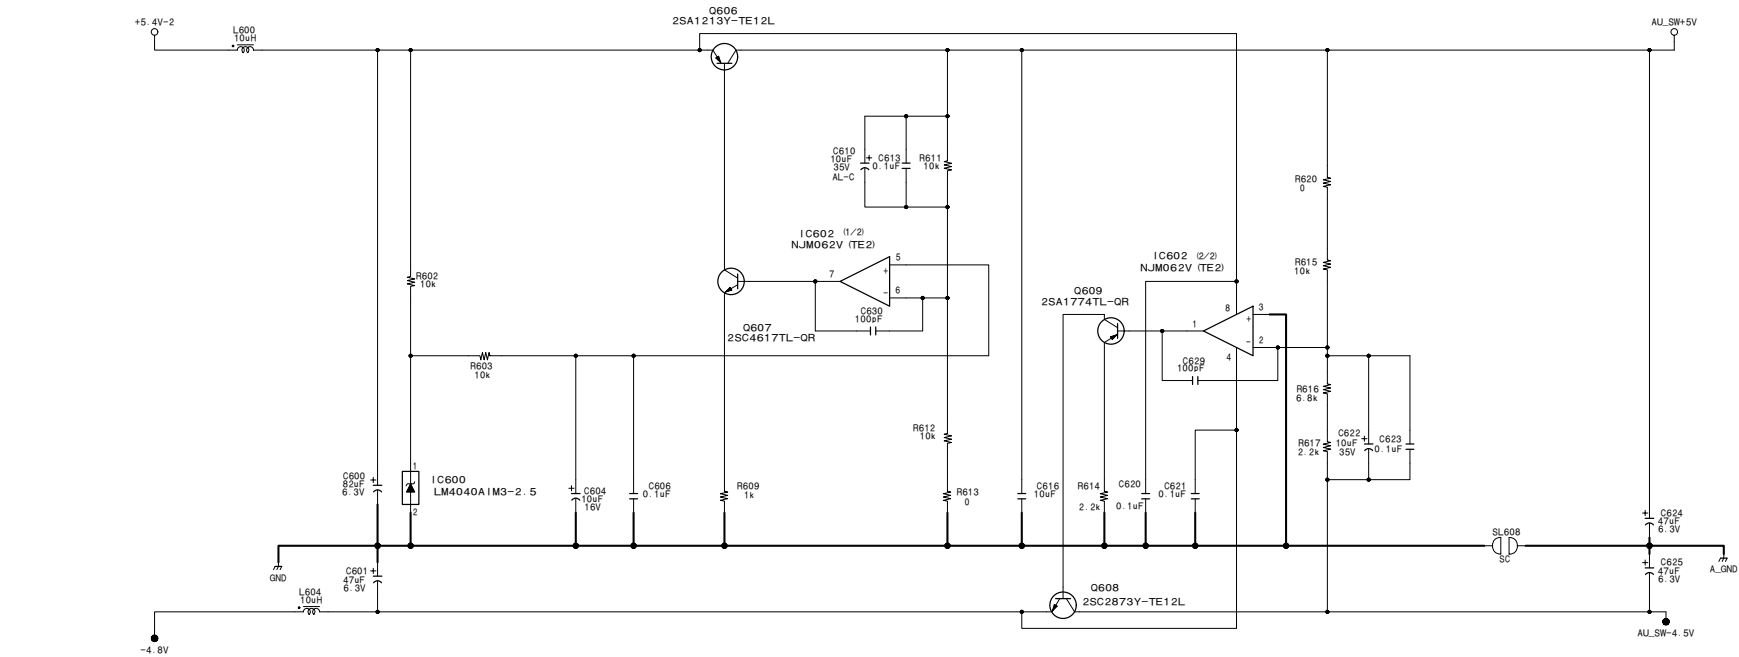 Q606
2SA1213Y-TE12L
+5.4V-2
AU_SW+5V
L600
10uH
C610
10uF
35V
AL-C
C613
0.1uF
R611
10k
R620
0
IC602 (1/2)
NJM062V(TE2)
5
6
7
+
-
R602
10k
C630
100pF
Q607
2SC4617TL-QR
IC602 (2/2)
NJM062V(TE2)
R615
10k
Q609
2SA1774TL-QR
8
3
1
2
4
+
-
C629
100pF
R603
10k
R616
6.8k
R612
10k
R617
2.2k
C622
10uF
35V
C623
0.1uF
C600
82uF
6.3V
1
IC600
LM4040AIM3-2.5
2
C604
10uF
16V
C606
0.1uF
R609
1k
R613
0
C616
10uF
R614
2.2k
C620
0.1uF
C621
0.1uF
C624
47uF
6.3V
SL608
SC
GND
A_GND
C601
47uF
6.3V
C625
47uF
6.3V
L604
10uH
Q608
2SC2873Y-TE12L
-4.8V
AU_SW-4.5V